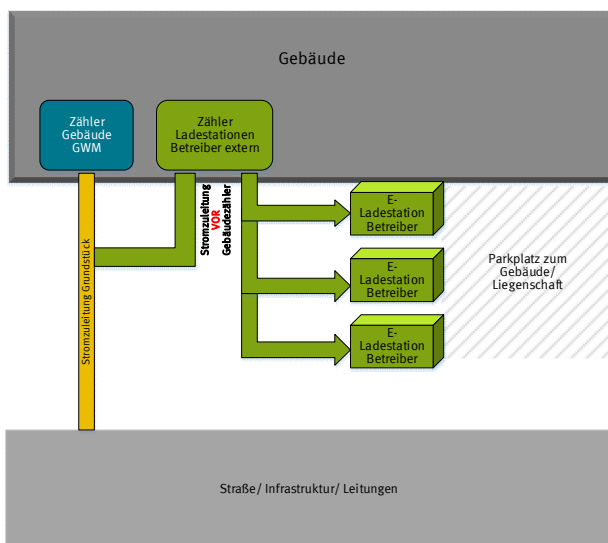 Gebäude
Zähler
Gebäude
GWM
Zähler
Ladestationen
Betreiber extern
Stromzuleitung
VOR
Gebäudezähler
Stromzuleitung Grundstück
E-
Ladestation
Betreiber
E-
Ladestation
Betreiber
E-
Ladestation
Betreiber
Parkplatz zum
Gebäude/
Liegenschaft
Straße/ Infrastruktur/ Leitungen